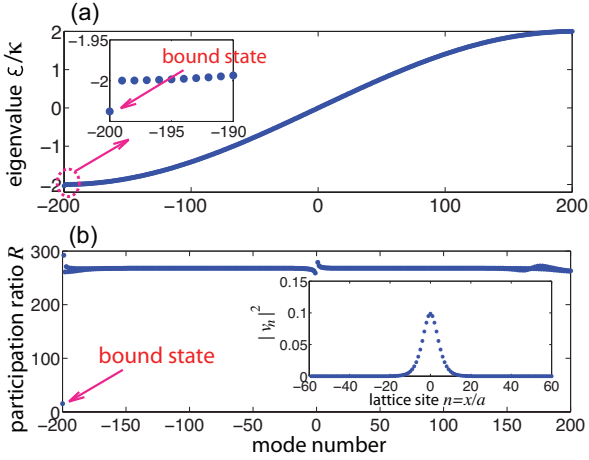 (a)
eigenvalue ε/κ
2
1
0
−1
−2
−1.95
−2
−200 −195 −190
bound state
−200 −100 0 100 200
(b)
participation ratio R
300
200
100
0
bound state
|vₙ|²
0.15
0.1
0.05
0
−60 −40 −20 0 20 40 60
lattice site n=x/a
−200 −150 −100 −50 0 50 100 150 200
mode number